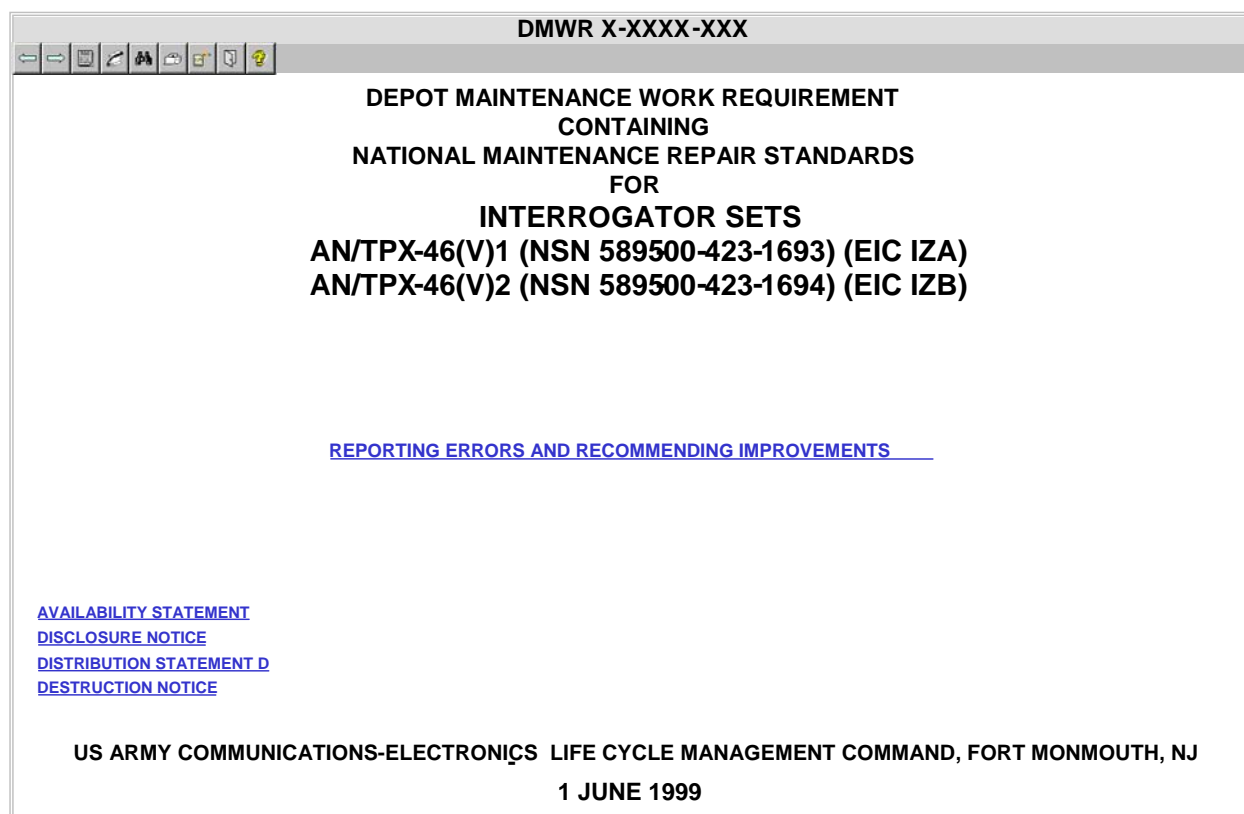 DMWR X-XXXX-XXX
DEPOT MAINTENANCE WORK REQUIREMENT
CONTAINING
NATIONAL MAINTENANCE REPAIR STANDARDS
FOR
INTERROGATOR SETS
AN/TPX-46(V)1 (NSN 589500-423-1693) (EIC IZA)
AN/TPX-46(V)2 (NSN 589500-423-1694) (EIC IZB)
REPORTING ERRORS AND RECOMMENDING IMPROVEMENTS
AVAILABILITY STATEMENT
DISCLOSURE NOTICE
DISTRIBUTION STATEMENT D
DESTRUCTION NOTICE
US ARMY COMMUNICATIONS-ELECTRONICS LIFE CYCLE MANAGEMENT COMMAND, FORT MONMOUTH, NJ
1 JUNE 1999